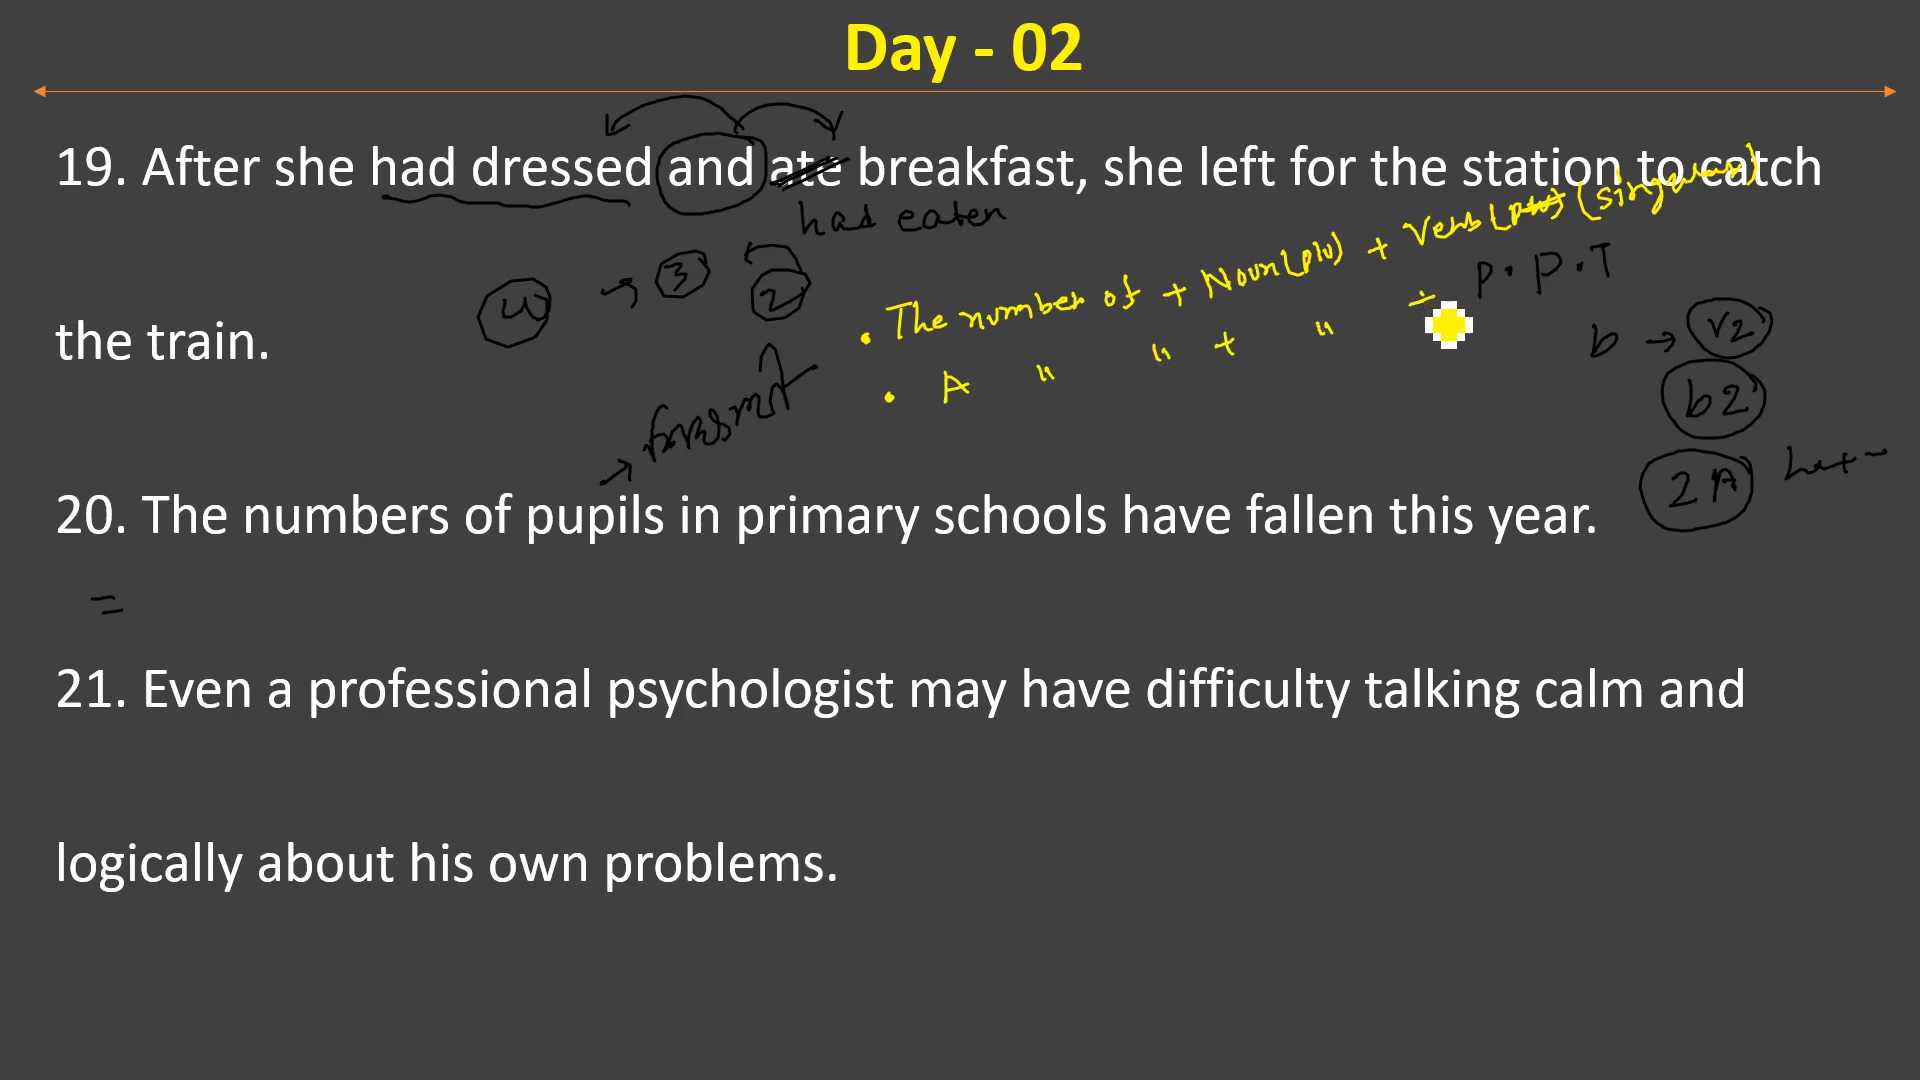 Day - 02
19. After she had dressed and ate breakfast, she left for the station to catch
had eaten
3
2
P.P.T
• The number of + Noun(plu) + Verb(plu) (singular)
• A " " + " +
b → V2
the train.
b2
2A
20. The numbers of pupils in primary schools have fallen this year.
=
21. Even a professional psychologist may have difficulty talking calm and
logically about his own problems.